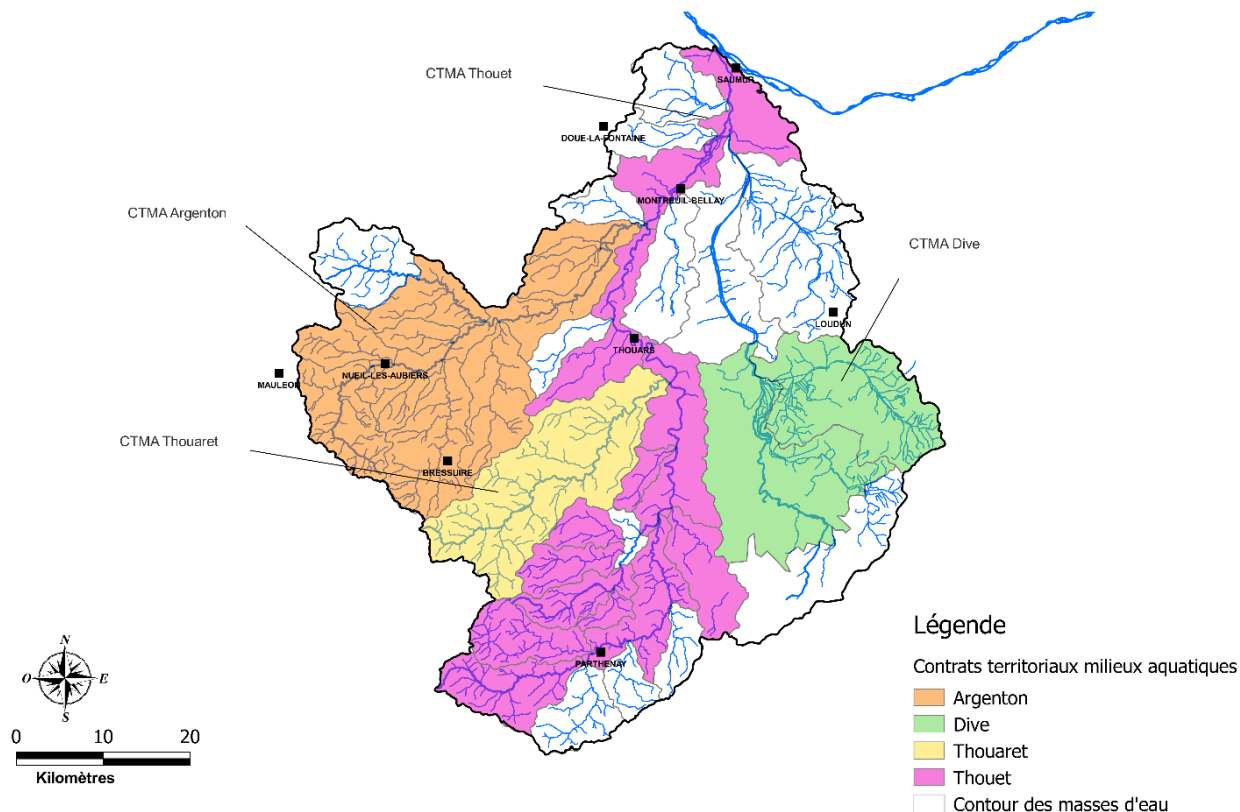 CTMA Thouet
SAUMUR
DOUE-LA-FONTAINE
MONTREUIL-BELLAY
CTMA Argenton
CTMA Dive
LOUDUN
THOUARS
NUEIL-LES-AUBIERS
MAULEON
CTMA Thouaret
BRESSUIRE
PARTHENAY
N
O
E
S
0 10 20
Kilomètres
Légende
Contrats territoriaux milieux aquatiques
Argenton
Dive
Thouaret
Thouet
Contour des masses d'eau